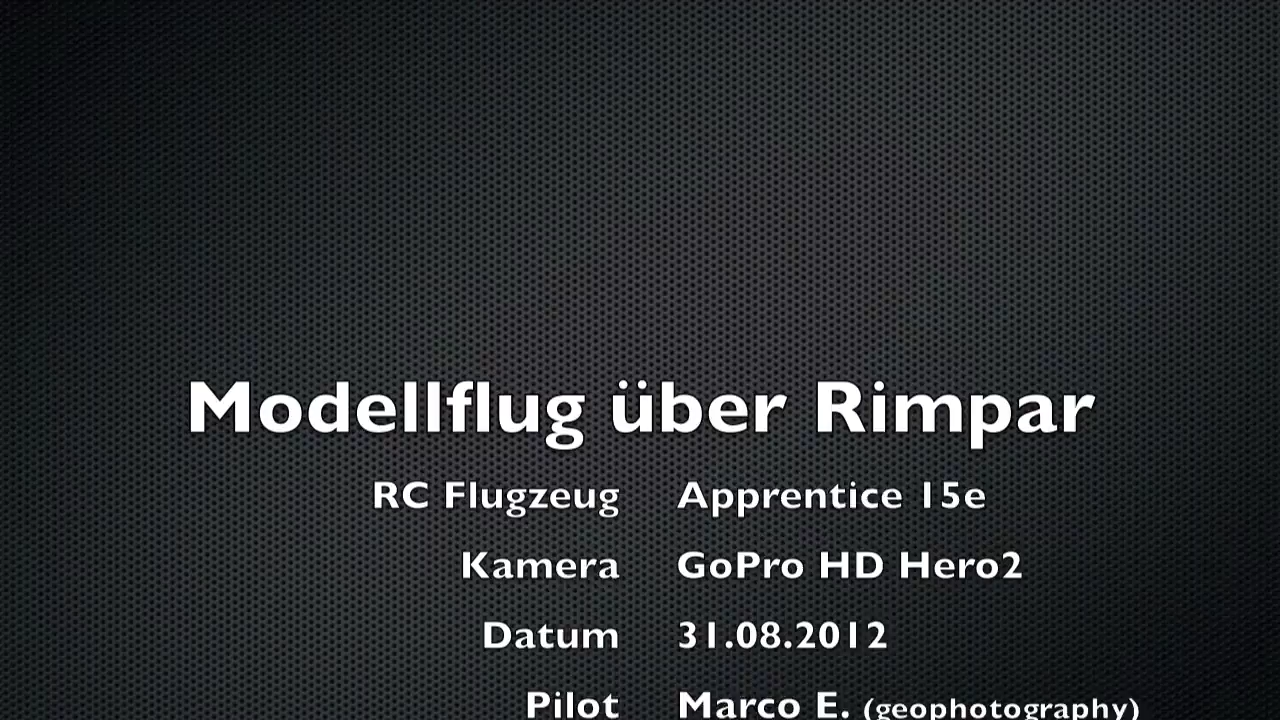 Modellflug über Rimpar
RC Flugzeug Apprentice 15e
Kamera GoPro HD Hero2
Datum 31.08.2012
Pilot Marco E. (geophotography)